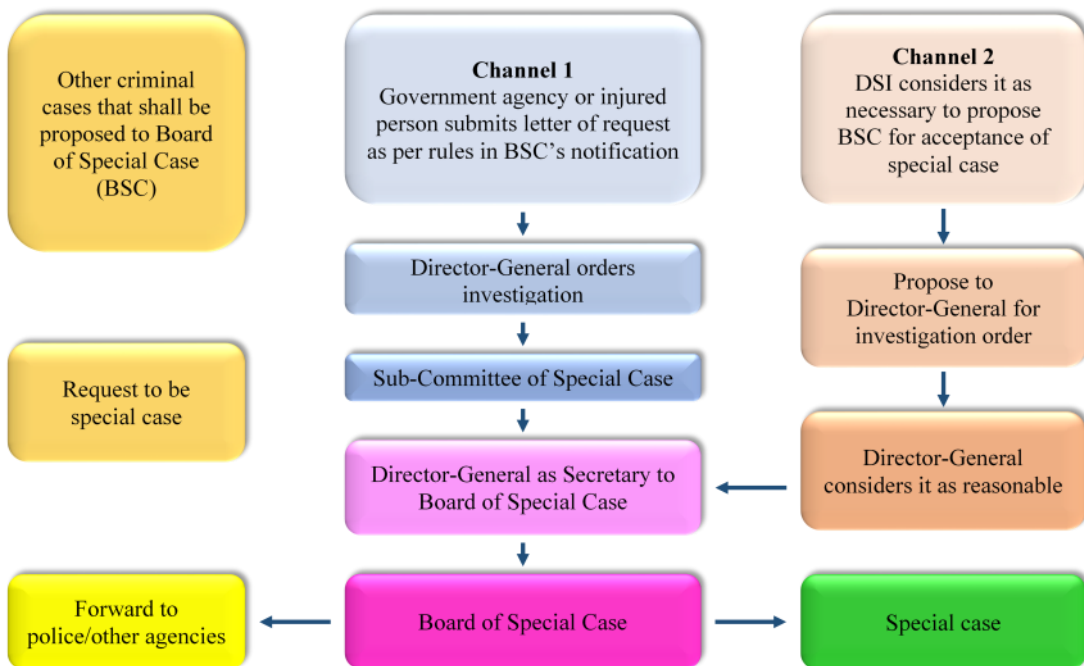 Other criminal
cases that shall be
proposed to Board
of Special Case
(BSC)
Channel 1
Government agency or injured
person submits letter of request
as per rules in BSC's notification
Channel 2
DSI considers it as
necessary to propose
BSC for acceptance of
special case
Director-General orders
investigation
Propose to
Director-General for
investigation order
Request to be
special case
Sub-Committee of Special Case
Director-General as Secretary to
Board of Special Case
Director-General
considers it as reasonable
Forward to
police/other agencies
Board of Special Case
Special case